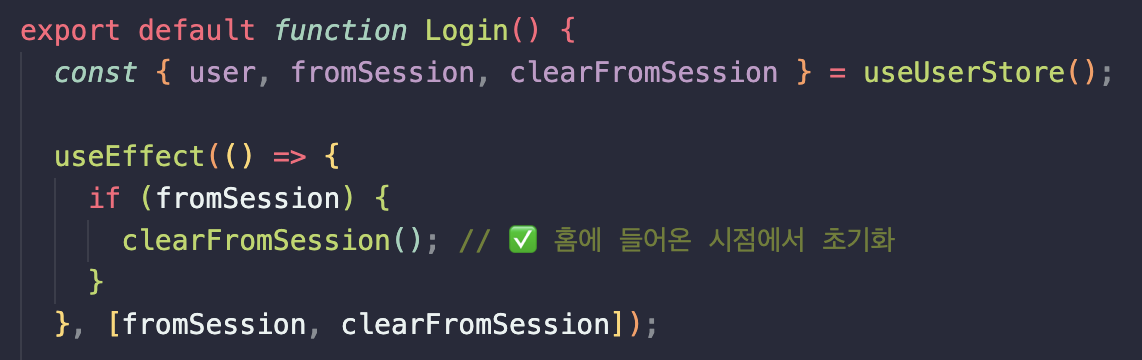 export default function Login() {
  const { user, fromSession, clearFromSession } = useUserStore();
  useEffect(() => {
    if (fromSession) {
      clearFromSession(); // ✅ 홈에 들어온 시점에서 초기화
    }
  }, [fromSession, clearFromSession]);